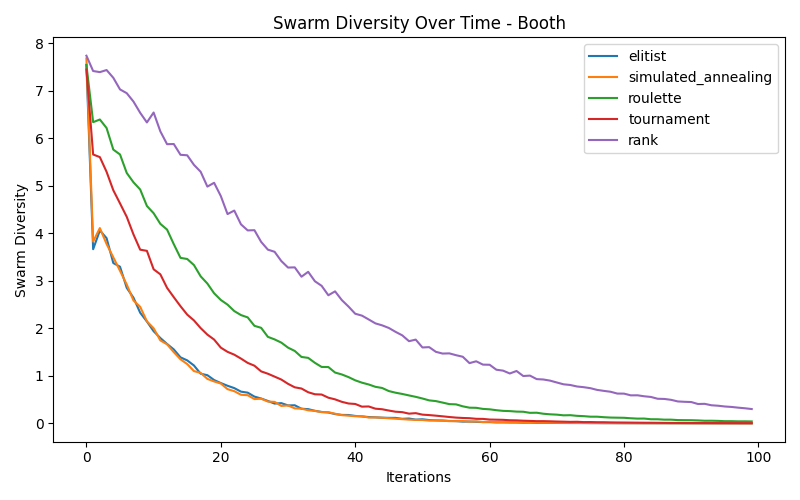 Swarm Diversity Over Time - Booth
Swarm Diversity
8
7
6
5
4
3
2
1
0
0 20 40 60 80 100
Iterations
elitist
simulated_annealing
roulette
tournament
rank